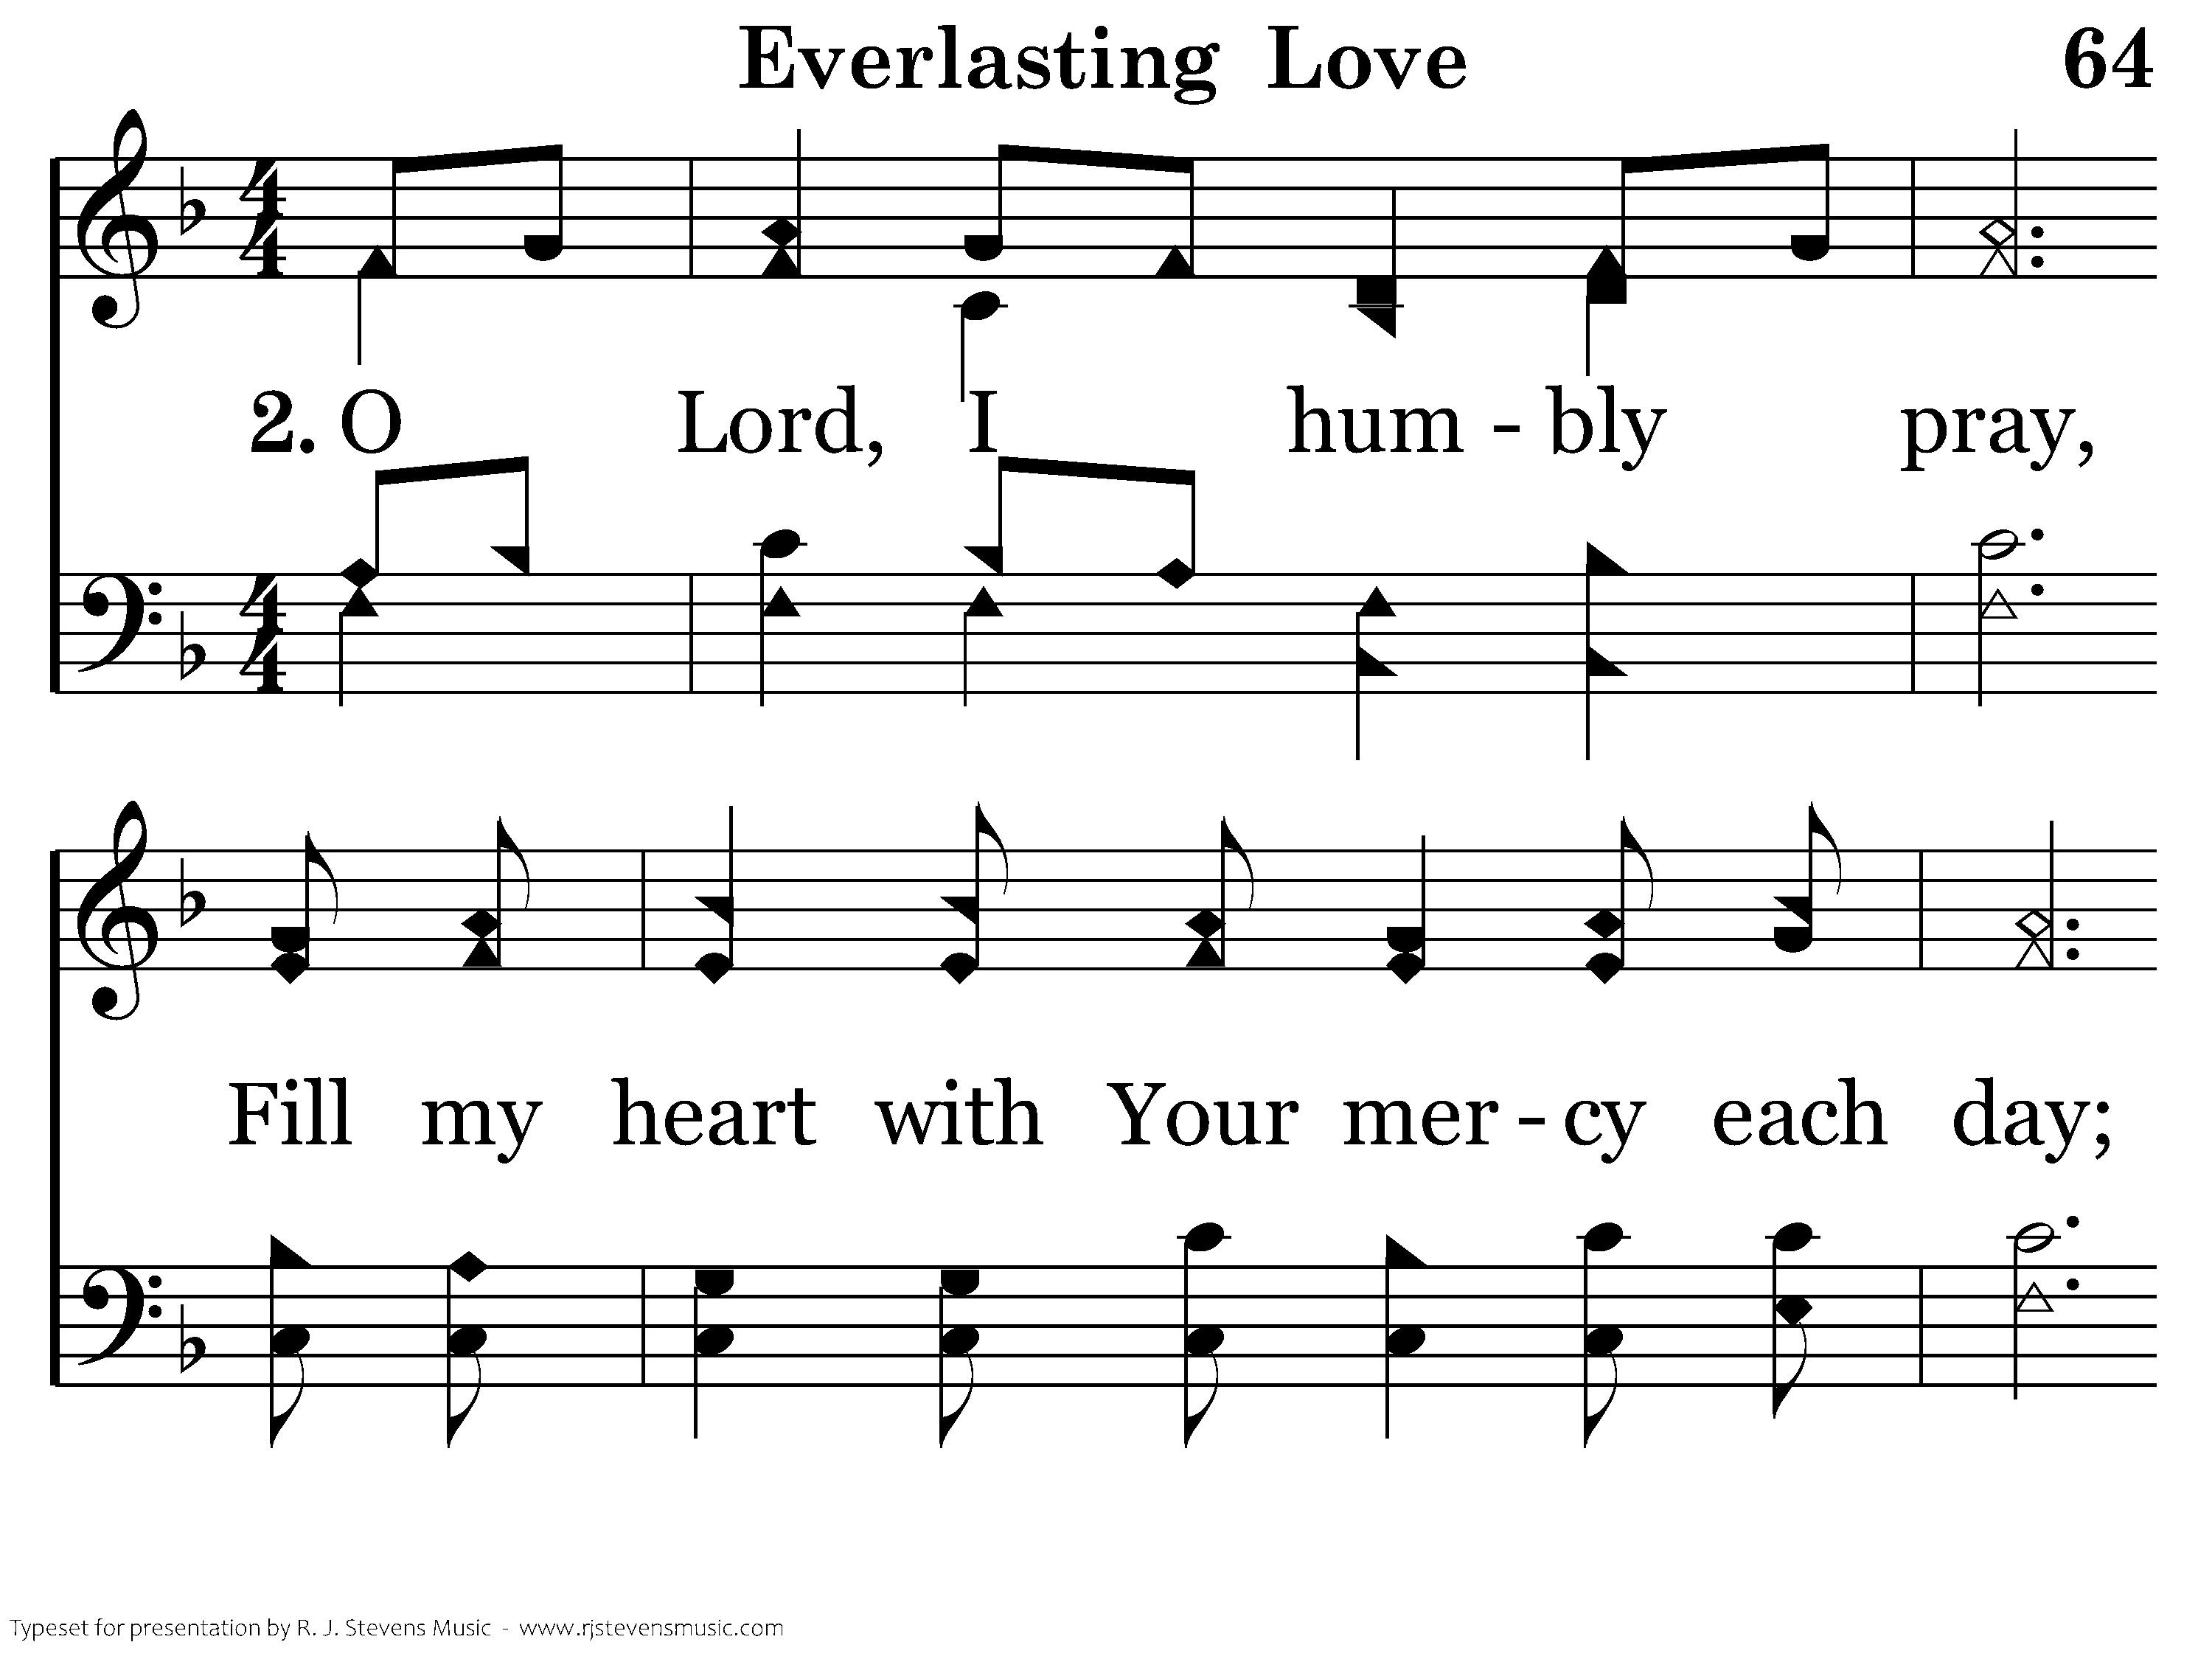 Everlasting Love 64
2. O Lord, I hum - bly pray,
Fill my heart with Your mer - cy each day;
Typeset for presentation by R. J. Stevens Music - www.rjstevensmusic.com